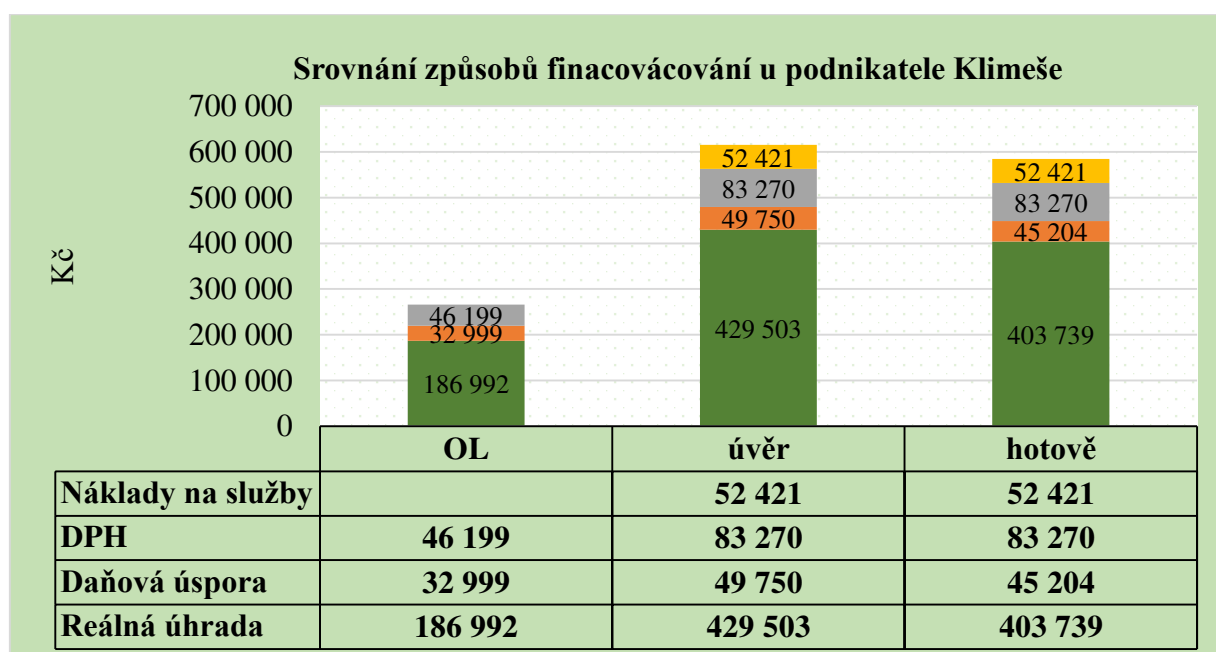 Srovnání způsobů finacovácování u podnikatele Klimeše
700 000
600 000
500 000
400 000
300 000
200 000
100 000
0
Kč
46 199
32 999
186 992
52 421
83 270
49 750
429 503
52 421
83 270
45 204
403 739
OL úvěr hotově
Náklady na služby 52 421 52 421
DPH 46 199 83 270 83 270
Daňová úspora 32 999 49 750 45 204
Reálná úhrada 186 992 429 503 403 739